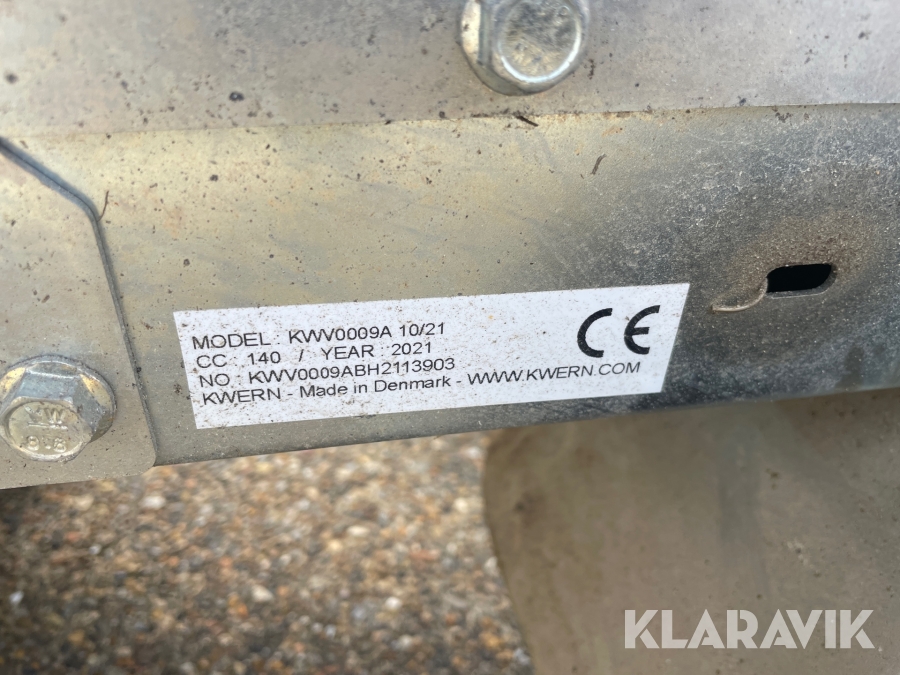 MODEL : KWV0009A 10/21
CC : 140 / YEAR : 2021
NO : KWV0009ABH2113903
KWERN - Made in Denmark - WWW.KWERN.COM
CE
KLARAVIK